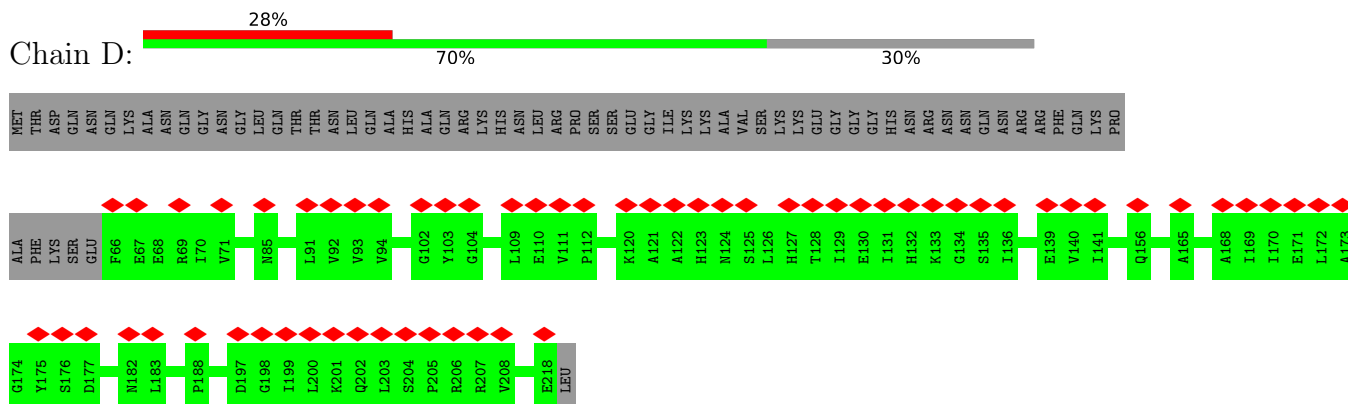 28%
Chain D:
70% 30%
MET THR ASP GLN ASN GLN LYS ALA ASN GLN GLY ASN GLY LEU GLN THR THR ASN LEU GLN ALA HIS ALA GLN ARG LYS HIS ASN LEU ARG PRO SER SER GLU GLY ILE LYS LYS ALA VAL SER LYS LYS GLU GLY GLY GLY HIS ASN ARG ASN ASN GLN ASN ARG ARG PHE GLN LYS PRO
ALA PHE LYS SER GLU F66 E67 E68 R69 I70 V71 N85 L91 V92 V93 V94 G102 Y103 G104 L109 E110 V111 P112 K120 A121 A122 H123 N124 S125 L126 H127 T128 I129 E130 I131 H132 K133 G134 S135 I136 E139 V140 I141 Q156 A165 A168 I169 I170 E171 L172 A173
G174 Y175 S176 D177 N182 L183 P188 D197 G198 I199 L200 K201 Q202 L203 S204 P205 R206 R207 V208 E218 LEU